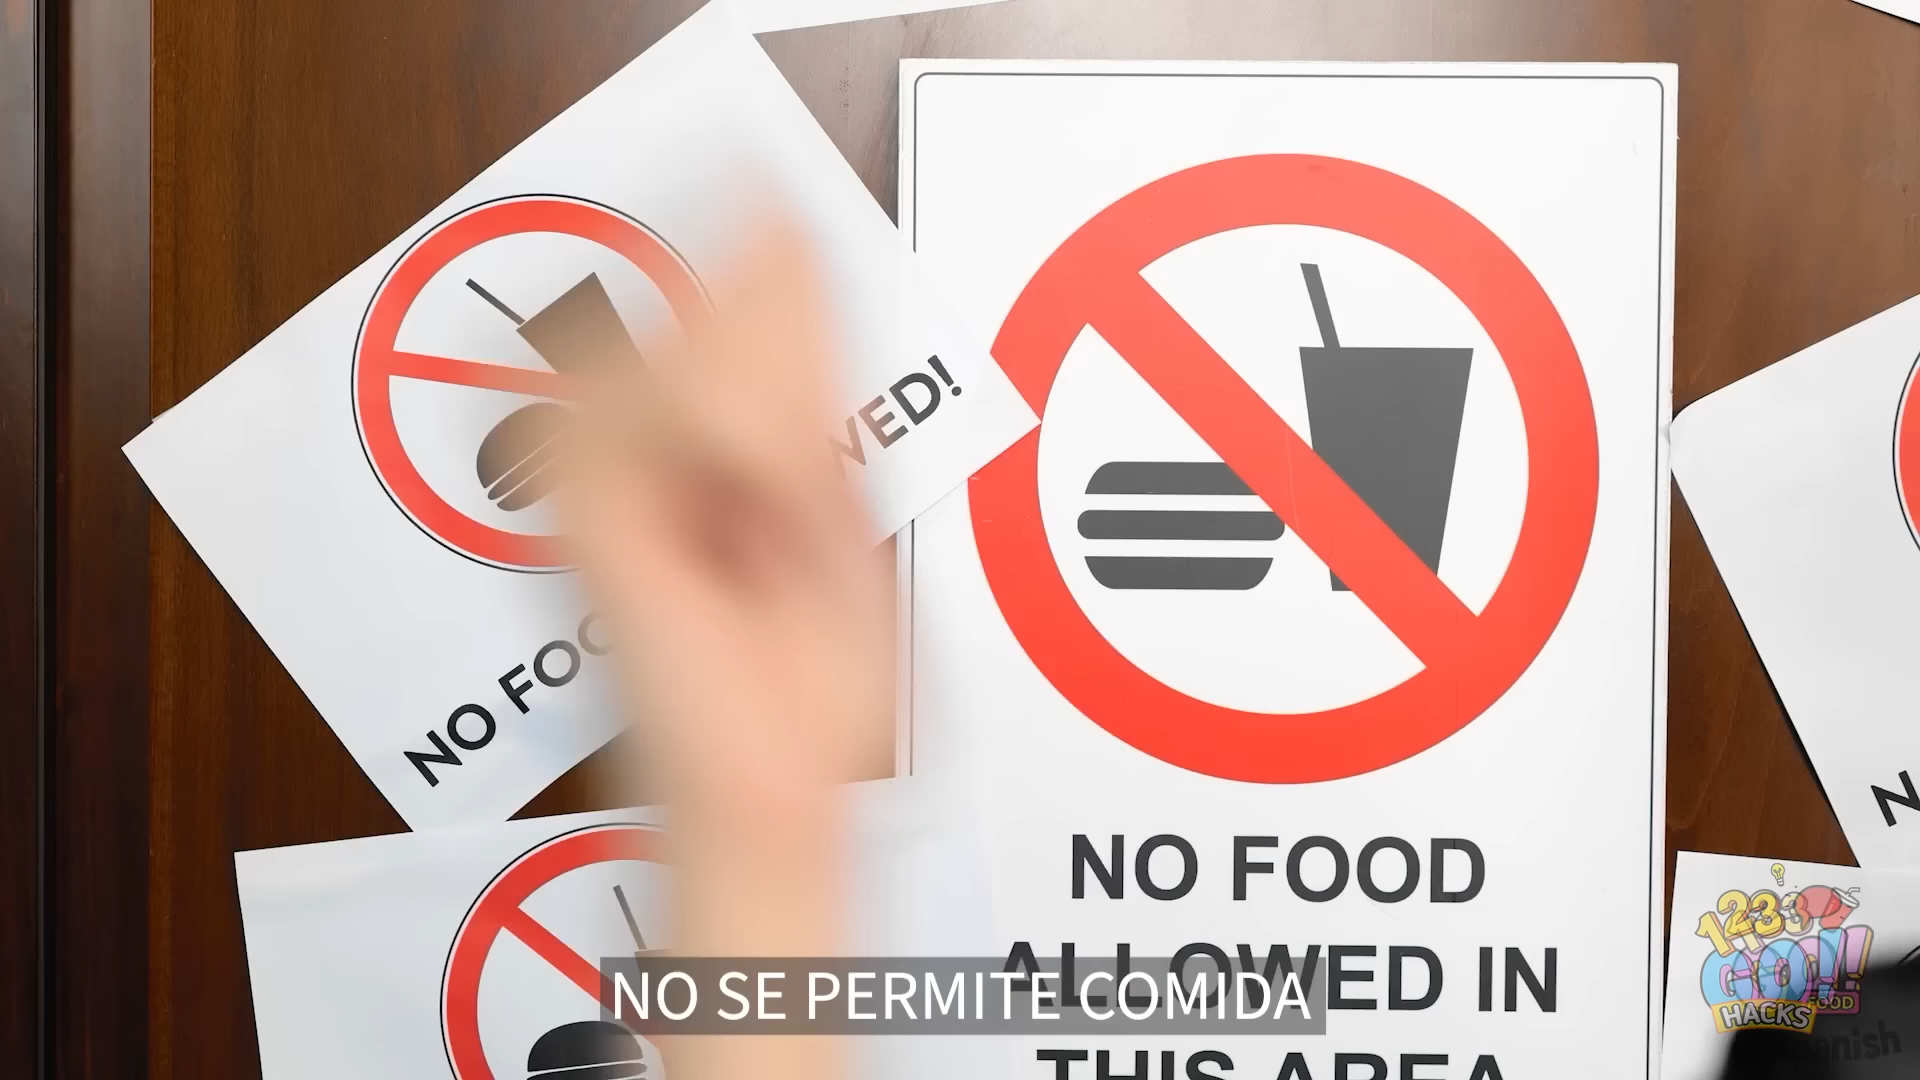 NO FOO
WED!
NO FOOD
ALLOWED IN
THIS AREA
NO SE PERMITE COMIDA
123
GO!!
FOOD
HACKS